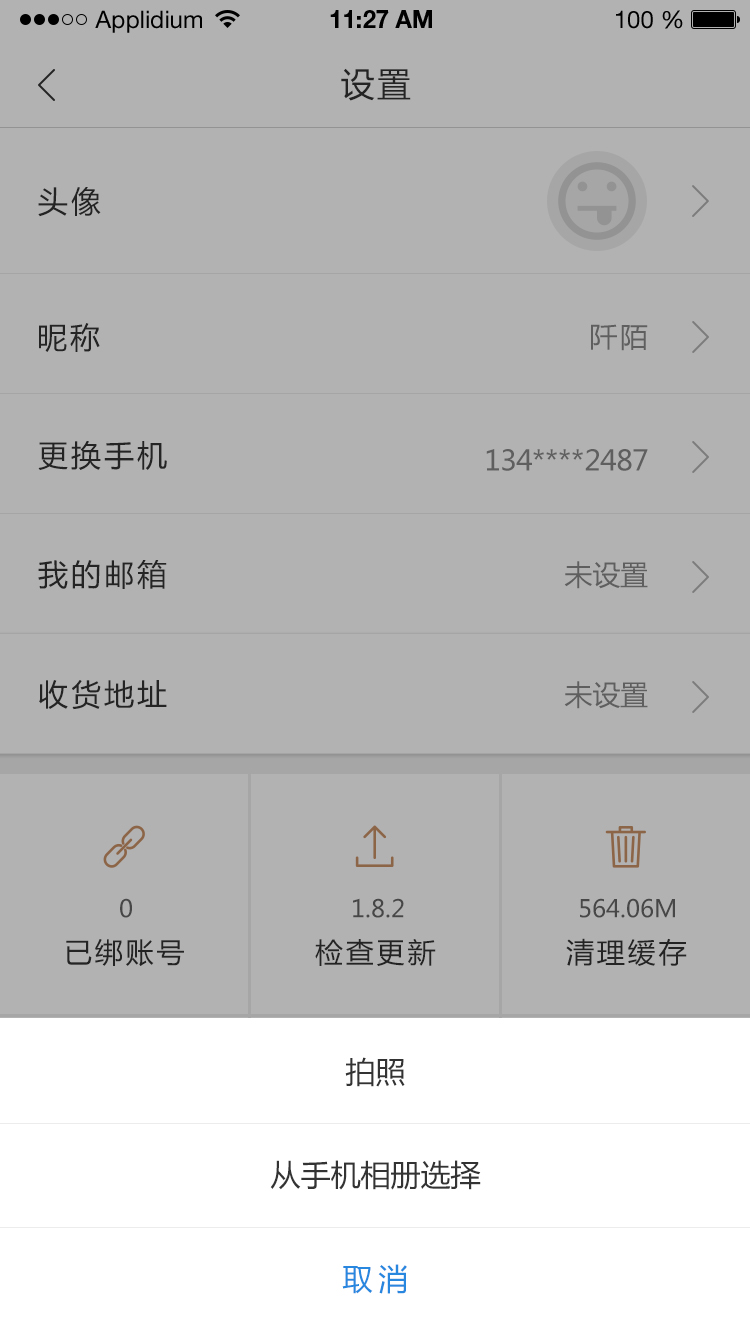 Applidium 11:27 AM 100 %
设置
头像
昵称 阡陌
更换手机 134****2487
我的邮箱 未设置
收货地址 未设置
0 1.8.2 564.06M
已绑账号 检查更新 清理缓存
拍照
从手机相册选择
取消